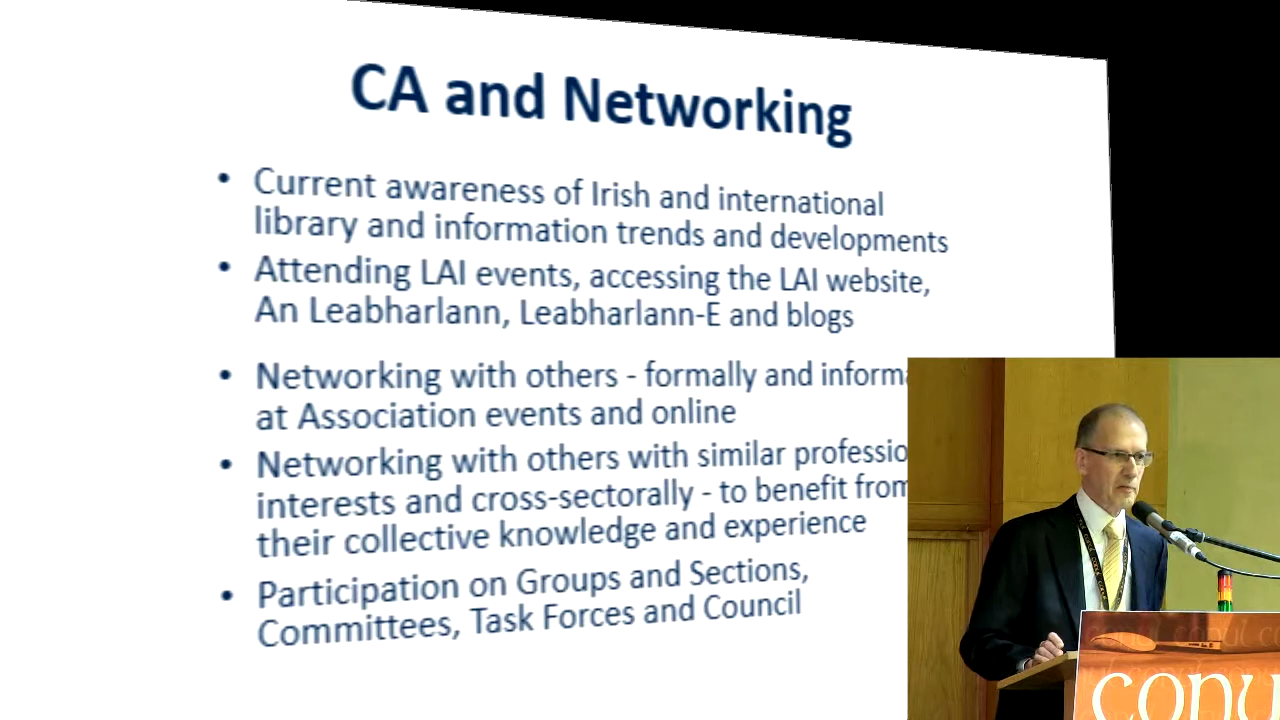 CA and Networking
• Current awareness of Irish and international
library and information trends and developments
• Attending LAI events, accessing the LAI website,
An Leabharlann, Leabharlann-E and blogs
• Networking with others - formally and
at Association events and online
• Networking with others with similar
interests and cross-sectorally - to benefit from
their collective knowledge and experience
• Participation on Groups and Sections,
Committees, Task Forces and Council
conu